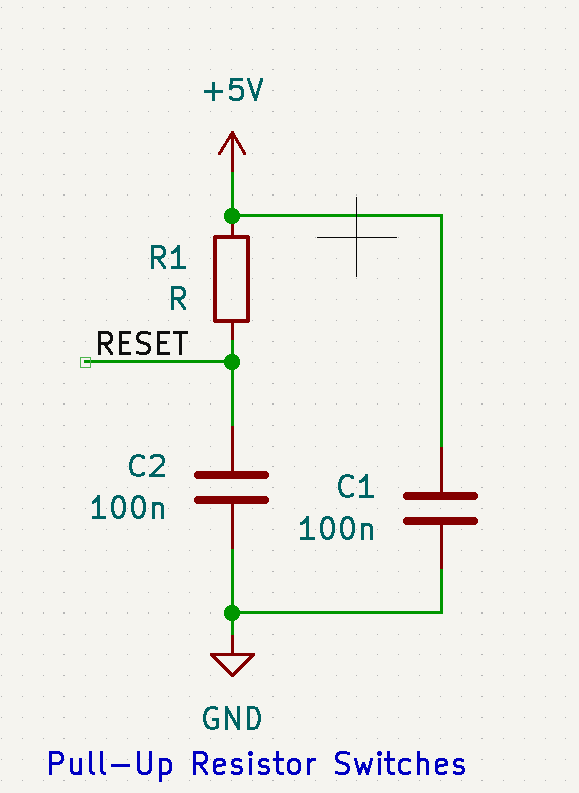 +5V
R1
R
RESET
C2
100n
C1
100n
GND
Pull-Up Resistor Switches